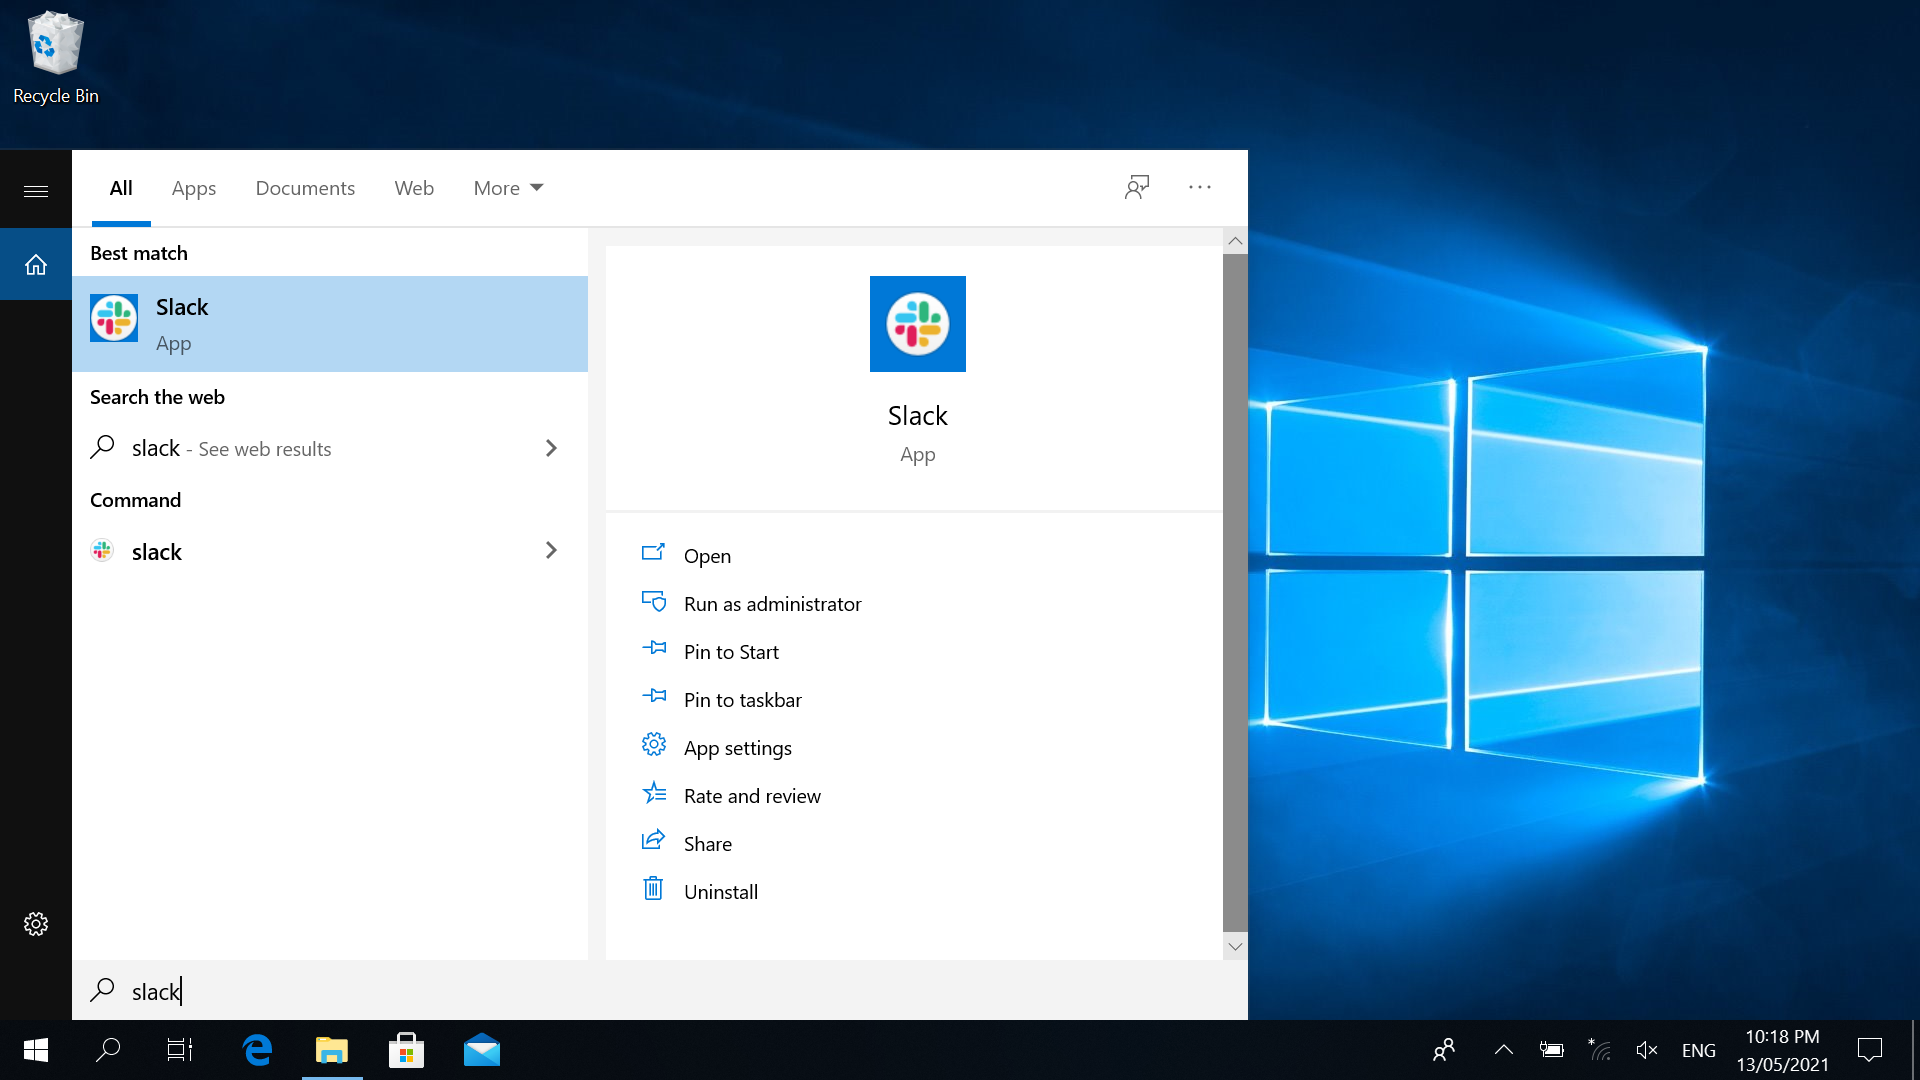 Recycle Bin
All Apps Documents Web More
Best match
Slack
App
Search the web
slack - See web results
Command
slack
Slack
App
Open
Run as administrator
Pin to Start
Pin to taskbar
App settings
Rate and review
Share
Uninstall
slack
ENG
10:18 PM
13/05/2021